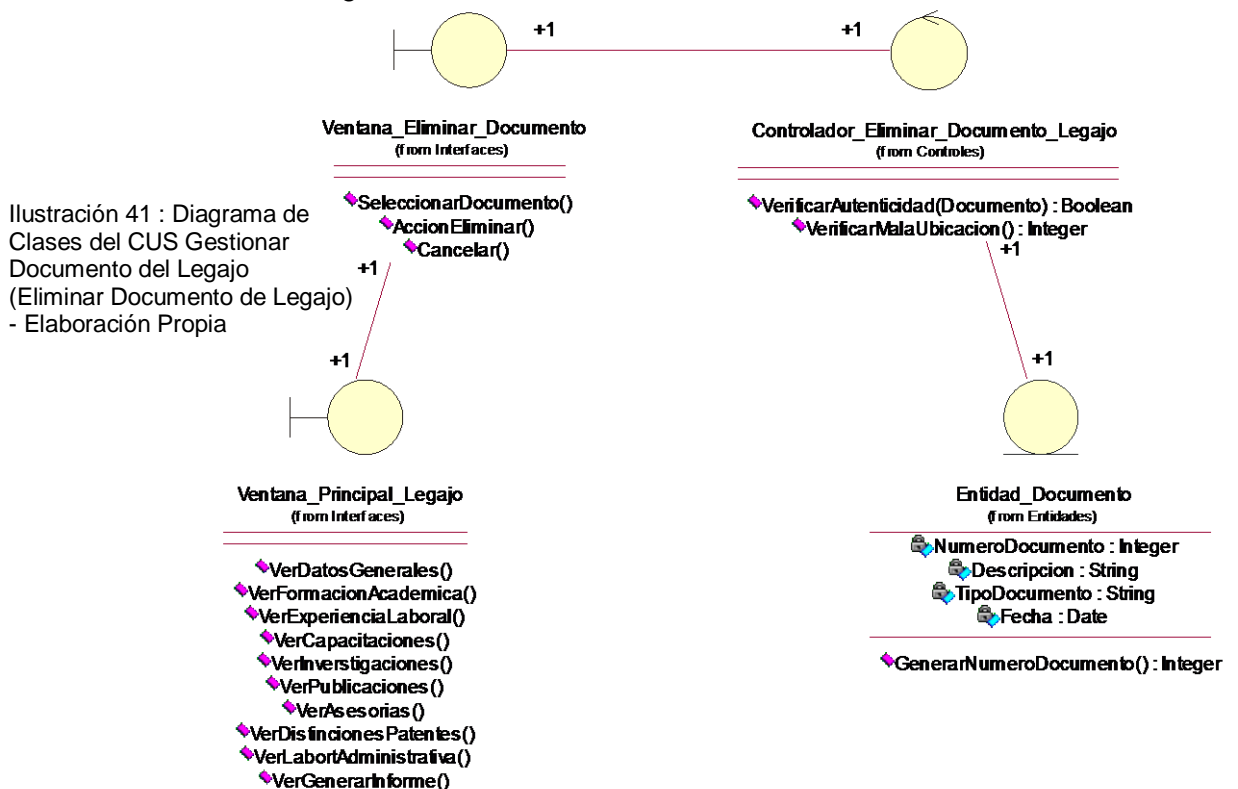 +1 +1
Ventana_Eliminar_Documento
(from Interfaces)
SeleccionarDocumento()
AccionEliminar()
Cancelar()
+1
Controlador_Eliminar_Documento_Legajo
(from Controles)
VerificarAutenticidad(Documento) : Boolean
VerificarMalaUbicacion() : Integer
+1
Ilustración 41 : Diagrama de
Clases del CUS Gestionar
Documento del Legajo
(Eliminar Documento de Legajo)
- Elaboración Propia
+1
Ventana_Principal_Legajo
(from Interfaces)
VerDatosGenerales()
VerFormacionAcademica()
VerExperienciaLaboral()
VerCapacitaciones()
VerInverstigaciones()
VerPublicaciones()
VerAsesorias()
VerDistincionesPatentes()
VerLabortAdministrativa()
VerGenerarInforme()
+1
Entidad_Documento
(from Entidades)
NumeroDocumento : Integer
Descripcion : String
TipoDocumento : String
Fecha : Date
GenerarNumeroDocumento() : Integer